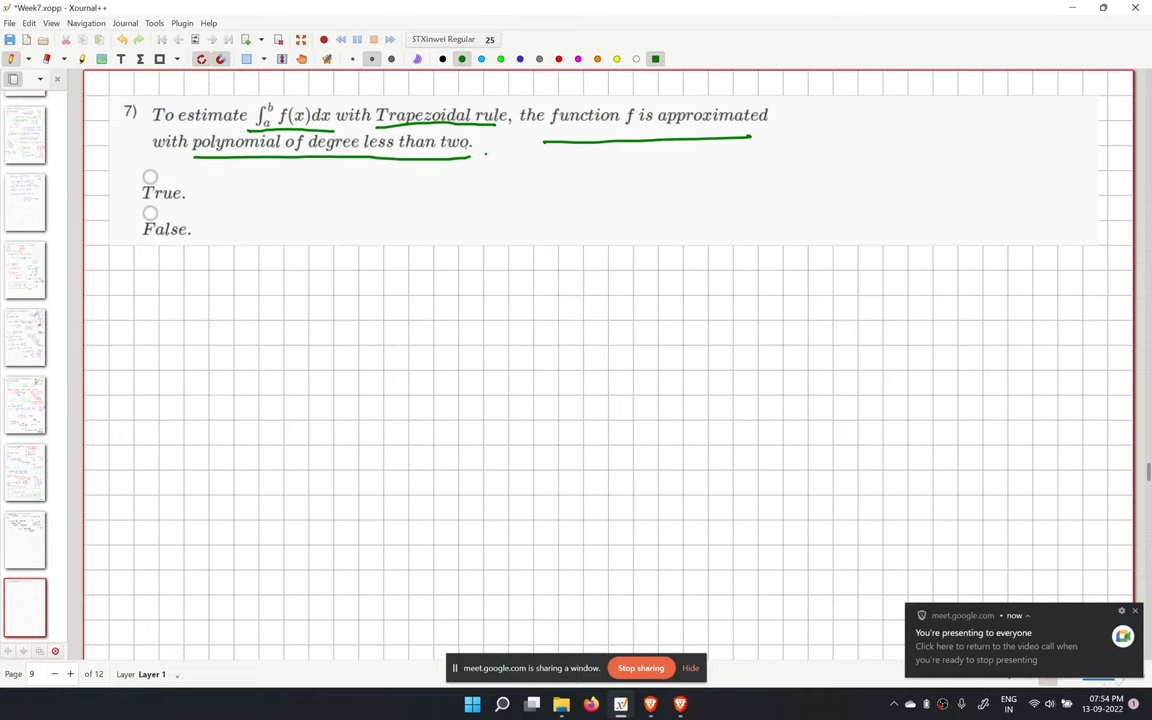 *Week7.xopp - Xournal++
File Edit View Navigation Journal Tools Plugin Help
STXinwei Regular 25
7) To estimate ∫_a^b f(x)dx with Trapezoidal rule, the function f is approximated
with polynomial of degree less than two.
True.
False.
meet.google.com • now
You're presenting to everyone
Click here to return to the video call when
you're ready to stop presenting
meet.google.com is sharing a window. Stop sharing Hide
Page 9 of 12 Layer Layer 1
ENG
IN
07:54 PM
13-09-2022
1